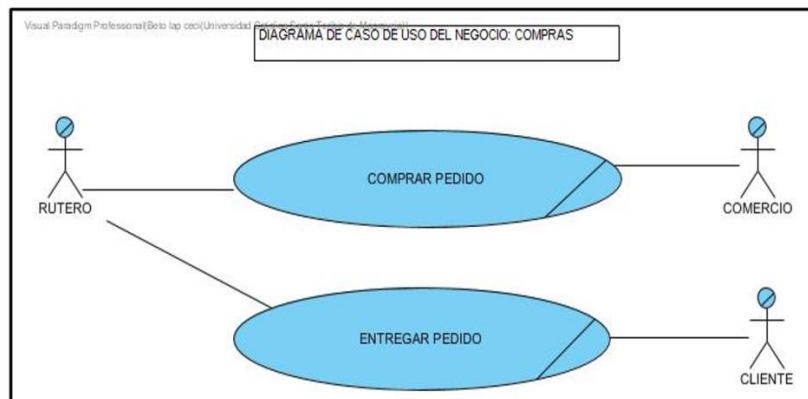 Visual Paradigm Professional(Beto lap ceci(Universidad
DIAGRAMA DE CASO DE USO DEL NEGOCIO: COMPRAS
COMPRAR PEDIDO
RUTERO
COMERCIO
ENTREGAR PEDIDO
CLIENTE